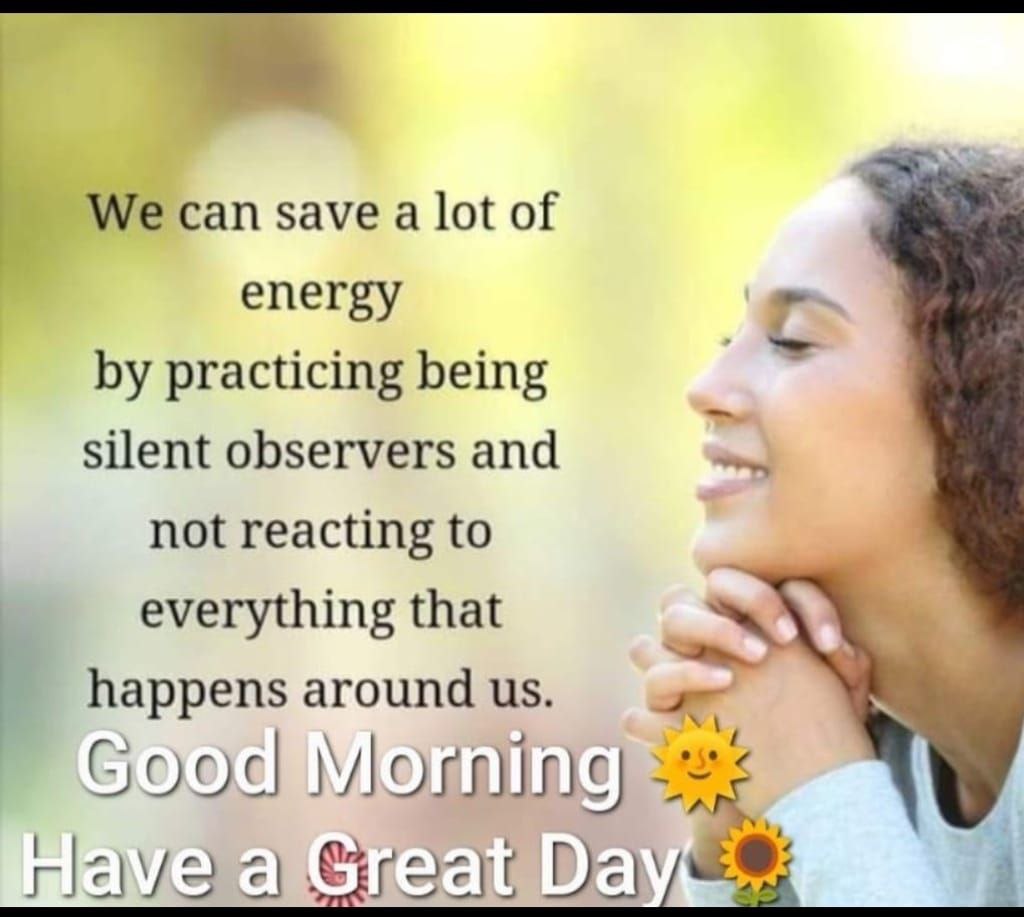 We can save a lot of
energy
by practicing being
silent observers and
not reacting to
everything that
happens around us.
Good Morning 🌞
Have a Great Day 🌻